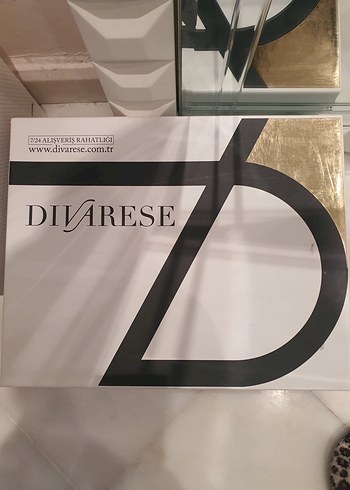 7/24 ALIŞVERİŞ RAHATLIĞI
www.divarese.com.tr
DIVARESE